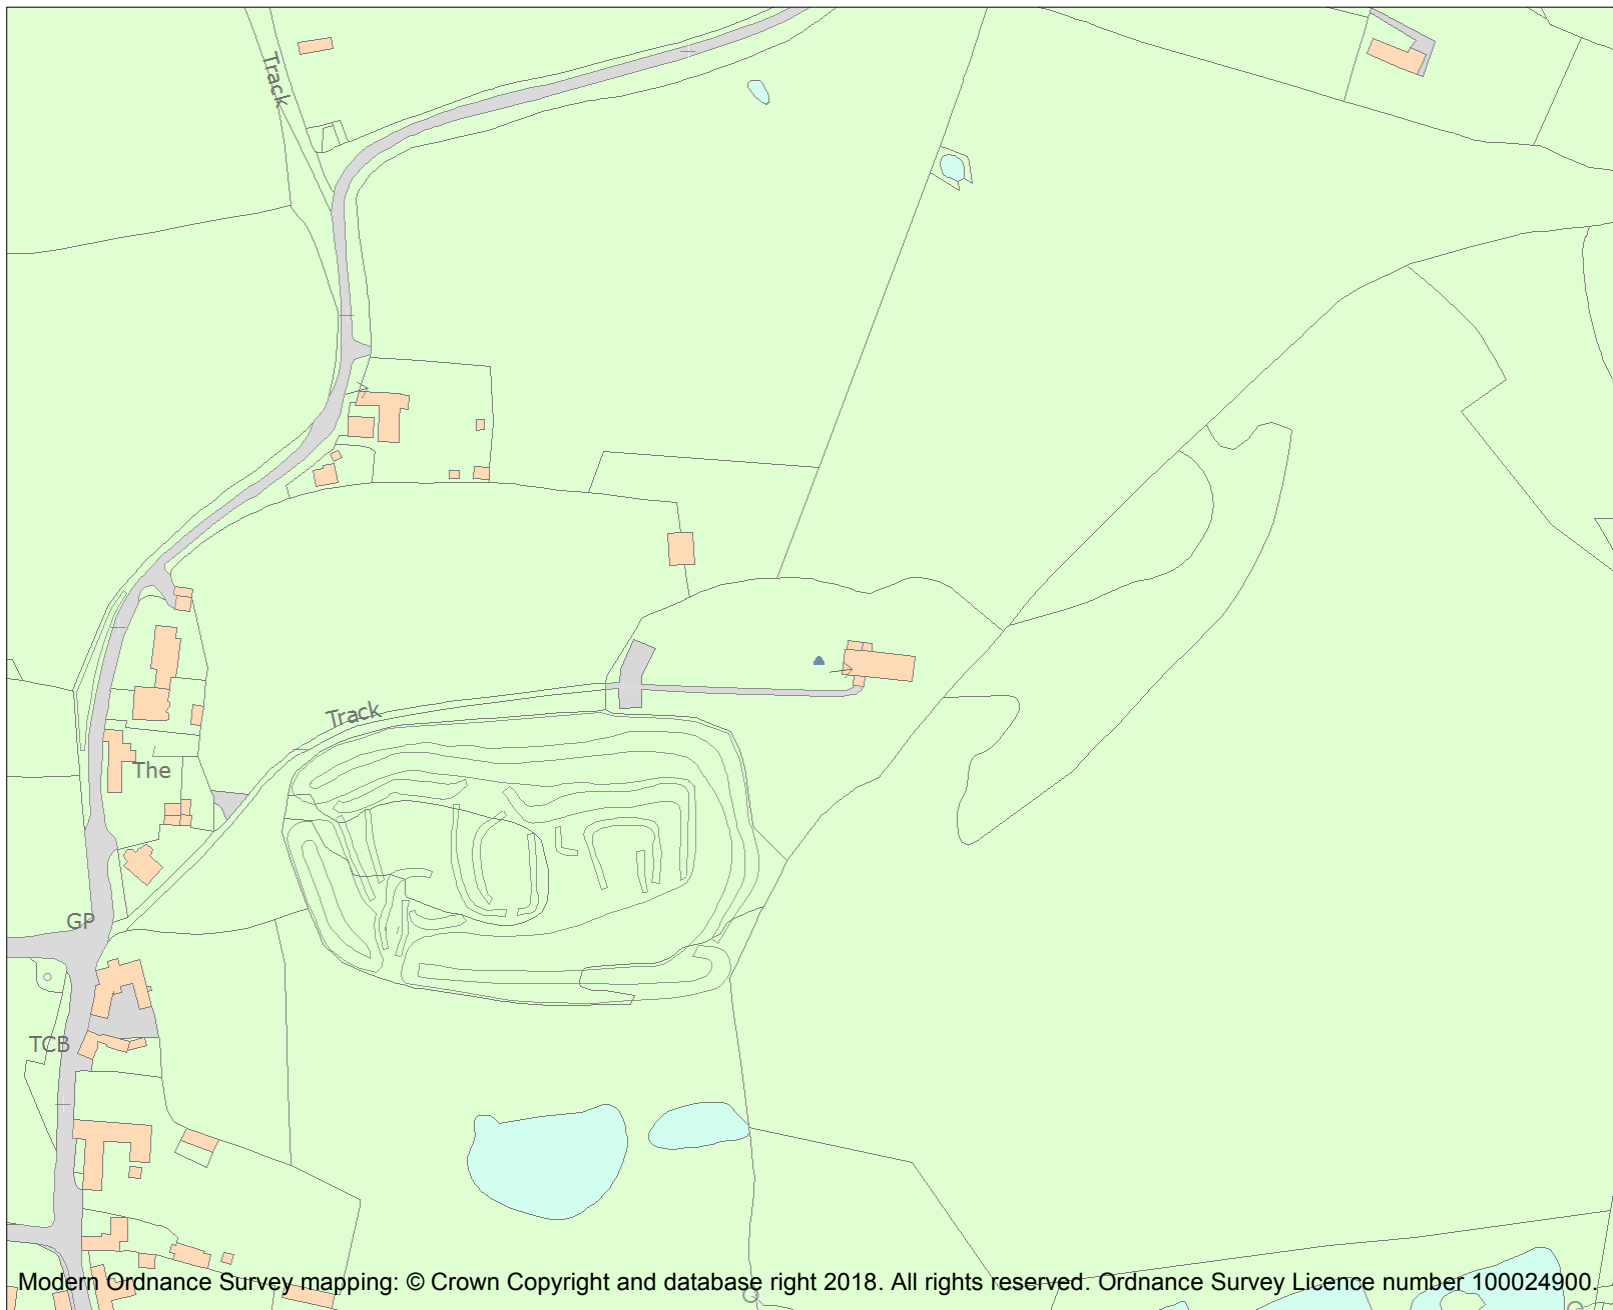 Track
Track
The
GP
TCB
Modern Ordnance Survey mapping: © Crown Copyright and database right 2018. All rights reserved. Ordnance Survey Licence number 100024900.